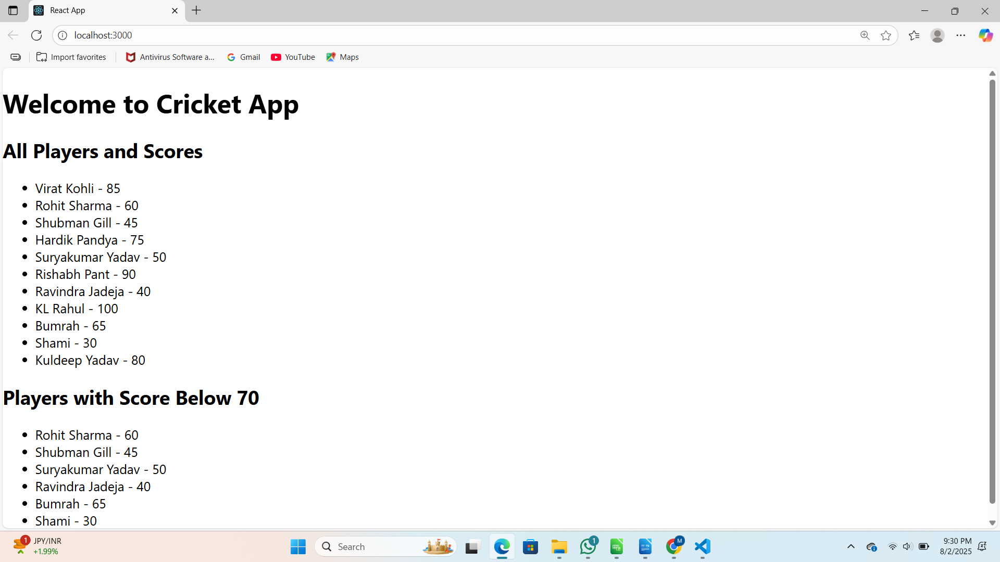 React App
localhost:3000
Import favorites
Antivirus Software a...
Gmail
YouTube
Maps
Welcome to Cricket App
All Players and Scores
Virat Kohli - 85
Rohit Sharma - 60
Shubman Gill - 45
Hardik Pandya - 75
Suryakumar Yadav - 50
Rishabh Pant - 90
Ravindra Jadeja - 40
KL Rahul - 100
Bumrah - 65
Shami - 30
Kuldeep Yadav - 80
Players with Score Below 70
Rohit Sharma - 60
Shubman Gill - 45
Suryakumar Yadav - 50
Ravindra Jadeja - 40
Bumrah - 65
Shami - 30
1
JPY/INR
+1.99%
Search
1
M
9:30 PM
8/2/2025